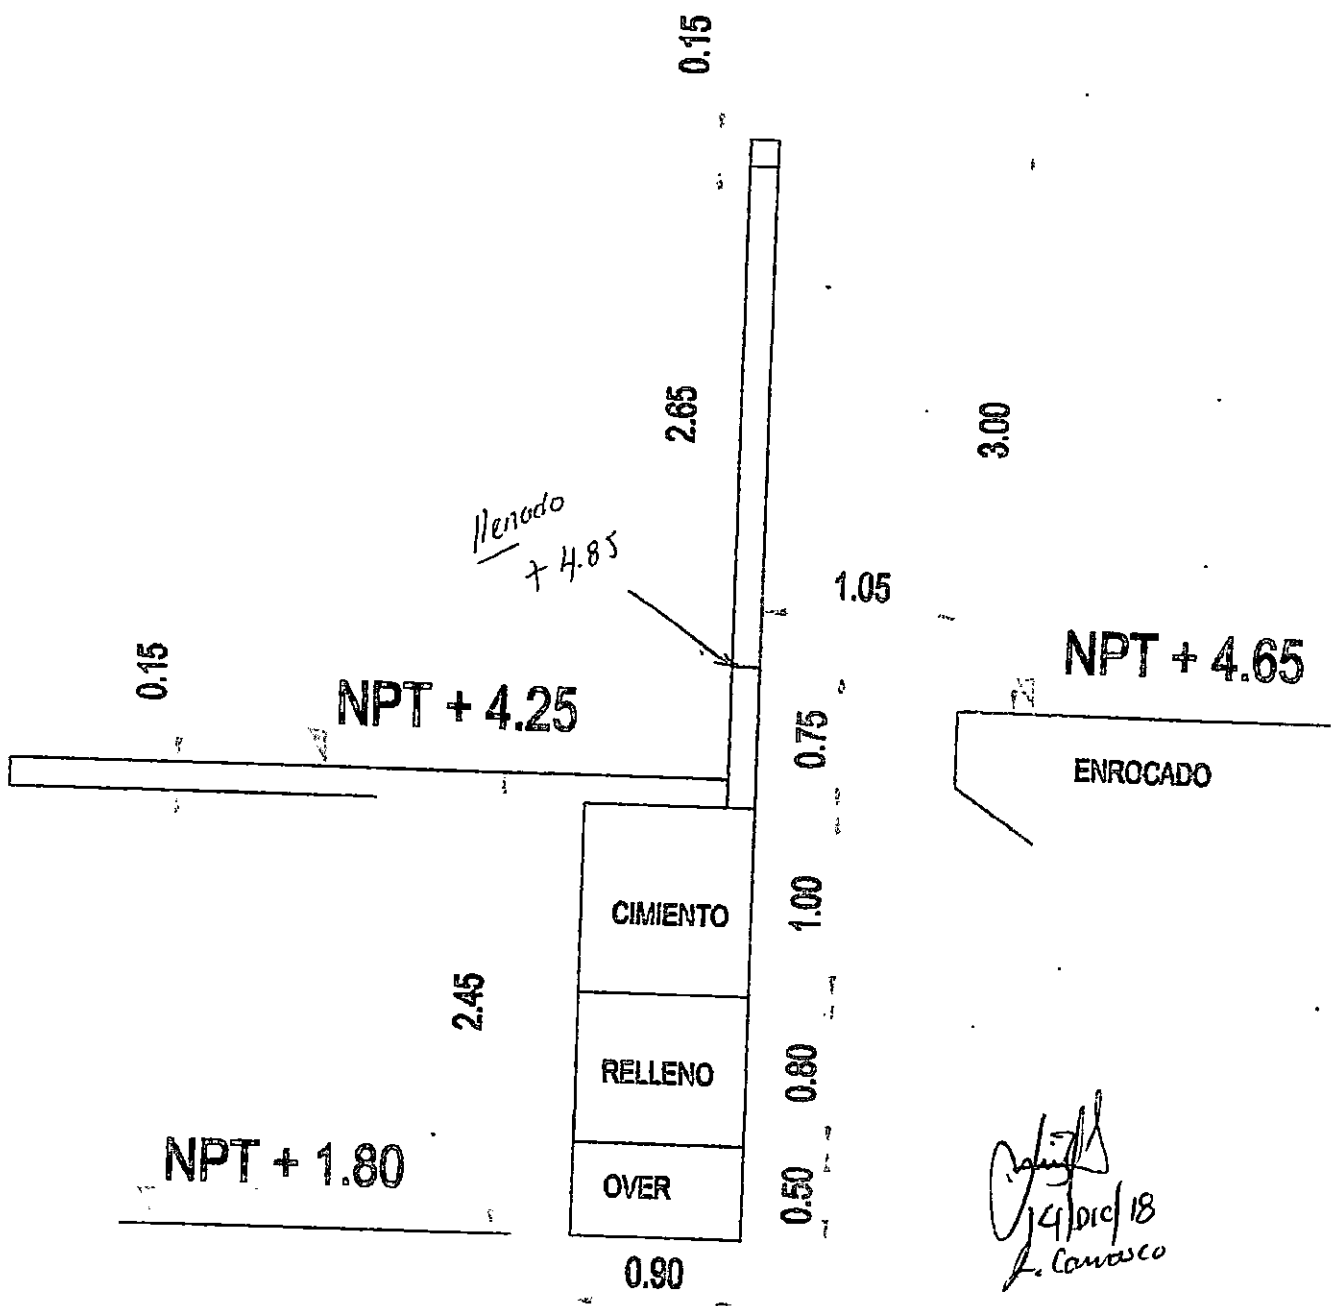 0.15
2.65
3.00
llenado
+ 4.85
1.05
0.15
NPT + 4.25
NPT + 4.65
0.75
ENROCADO
CIMIENTO
1.00
2.45
RELLENO
0.80
NPT + 1.80
OVER
0.50
0.90
14/DIC/18